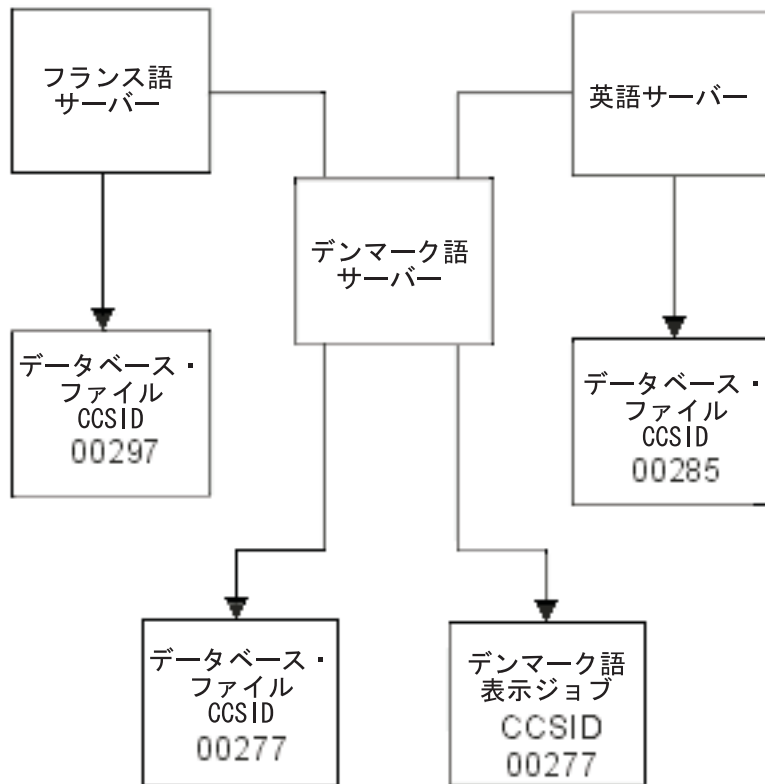 フランス語
サーバー
英語サーバー
デンマーク語
サーバー
データベース・
ファイル
CCSID
00297
データベース・
ファイル
CCSID
00285
データベース・
ファイル
CCSID
00277
デンマーク語
表示ジョブ
CCSID
00277